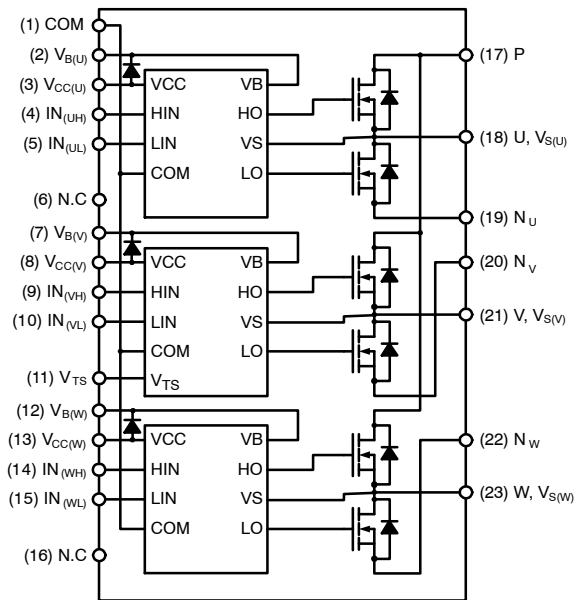 (1) COM
(2) VB(U)
(3) VCC(U)
(4) IN(UH)
(5) IN(UL)
(6) N.C
(7) VB(V)
(8) VCC(V)
(9) IN(VH)
(10) IN(VL)
(11) VTS
(12) VB(W)
(13) VCC(W)
(14) IN(WH)
(15) IN(WL)
(16) N.C
VCC VB
HIN HO
LIN VS
COM LO
VCC VB
HIN HO
LIN VS
COM LO
VTS
VCC VB
HIN HO
LIN VS
COM LO
(17) P
(18) U, VS(U)
(19) NU
(20) NV
(21) V, VS(V)
(22) NW
(23) W, VS(W)